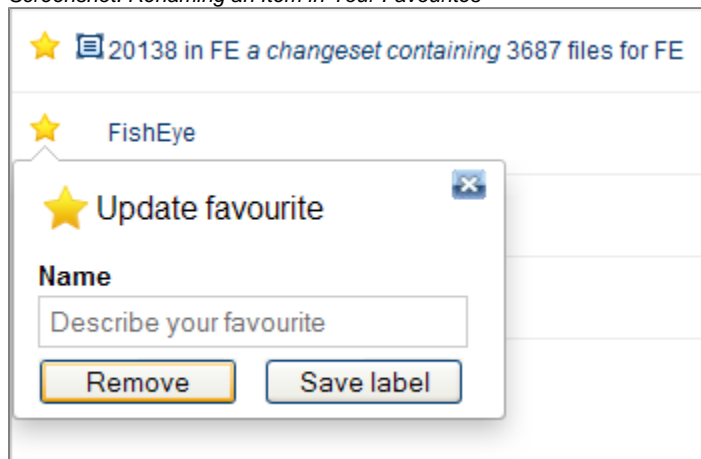 Screenshot: Renaming an Item in 'Your Favourites'
20138 in FE a changeset containing 3687 files for FE
FishEye
Update favourite
Name
Describe your favourite
Remove Save label